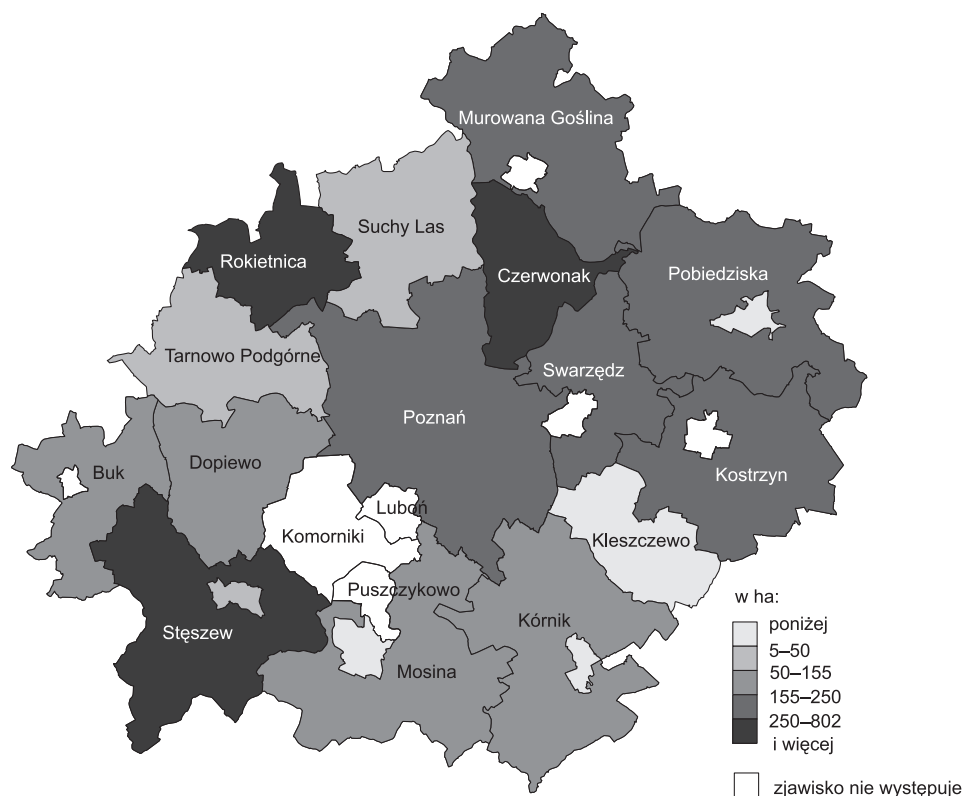 Murowana Goślina
Suchy Las
Rokietnica
Czerwonak
Pobiedziska
Tarnowo Podgórne
Swarzędz
Poznań
Buk
Dopiewo
Kostrzyn
Luboń
Komorniki
Kleszczewo
Puszczykowo
Stęszew
Kórnik
Mosina
w ha:
poniżej
5–50
50–155
155–250
250–802
i więcej
zjawisko nie występuje